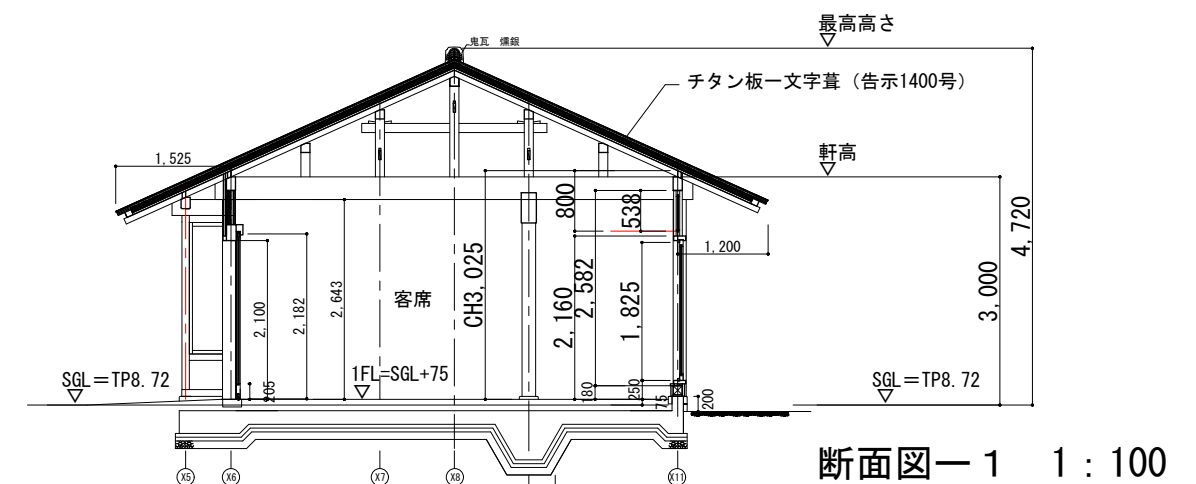 最高高さ
鬼瓦 燻銀
チタン板一文字葺（告示1400号）
1,525
軒高
800
538
4,720
1,200
CH3,025
2,582
3,000
2,643
2,182
2,100
客席
2,160
1,825
SGL＝TP8.72
205
1FL=SGL+75
180
250
75
200
SGL＝TP8.72
X5
X6
X7
X8
X11
断面図ー１ 1：100